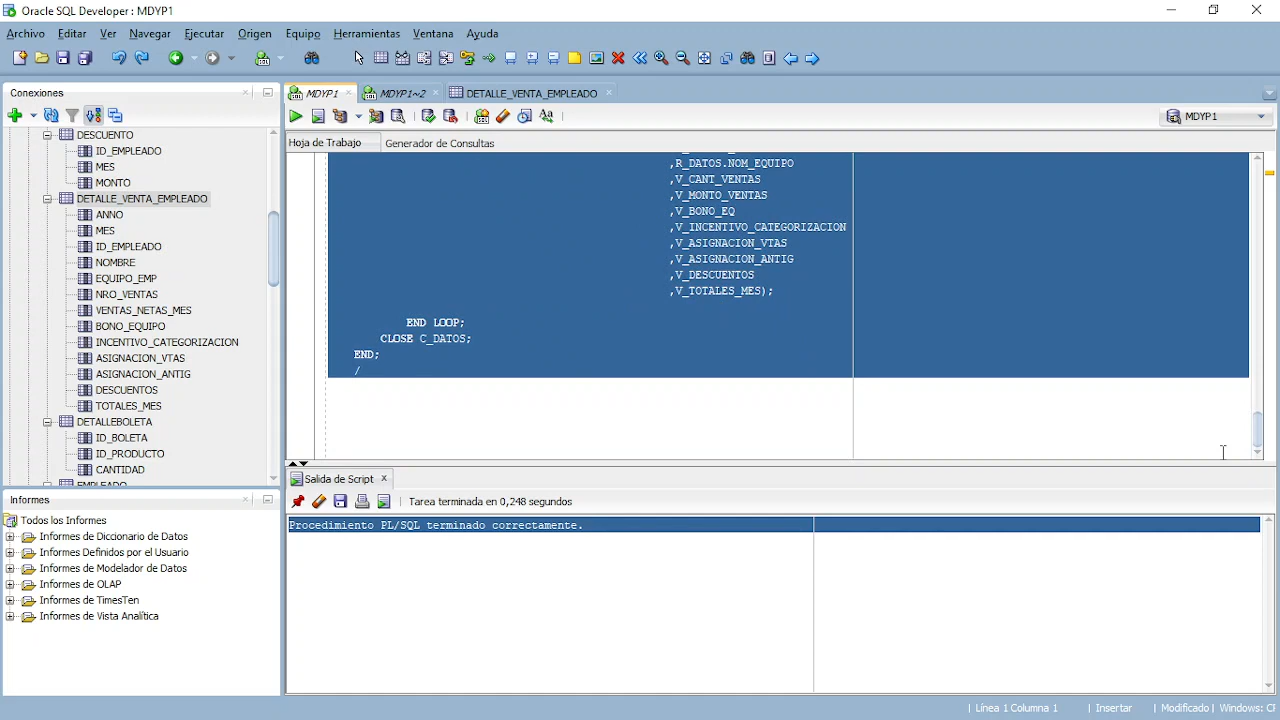 Oracle SQL Developer : MDYP1
Archivo Editar Ver Navegar Ejecutar Origen Equipo Herramientas Ventana Ayuda
Conexiones
DESCUENTO
ID_EMPLEADO
MES
MONTO
DETALLE_VENTA_EMPLEADO
ANNO
MES
ID_EMPLEADO
NOMBRE
EQUIPO_EMP
NRO_VENTAS
VENTAS_NETAS_MES
BONO_EQUIPO
INCENTIVO_CATEGORIZACION
ASIGNACION_VTAS
ASIGNACION_ANTIG
DESCUENTOS
TOTALES_MES
DETALLEBOLETA
ID_BOLETA
ID_PRODUCTO
CANTIDAD
EMPLEADO
Informes
Todos los Informes
Informes de Diccionario de Datos
Informes Definidos por el Usuario
Informes de Modelador de Datos
Informes de OLAP
Informes de TimesTen
Informes de Vista Analítica
MDYP1 MDYP1~2 DETALLE_VENTA_EMPLEADO
MDYP1
Hoja de Trabajo Generador de Consultas
,R_DATOS.NOM_EQUIPO
,V_CANT_VENTAS
,V_MONTO_VENTAS
,V_BONO_EQ
,V_INCENTIVO_CATEGORIZACION
,V_ASIGNACION_VTAS
,V_ASIGNACION_ANTIG
,V_DESCUENTOS
,V_TOTALES_MES);
END LOOP;
CLOSE C_DATOS;
END;
/
Salida de Script
Tarea terminada en 0,248 segundos
Procedimiento PL/SQL terminado correctamente.
Línea 1 Columna 1 Insertar Modificado Windows: CF